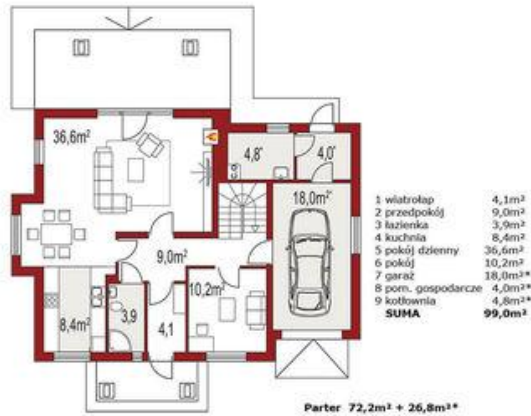 36,6m²
4,8*
4,0*
18,0m²*
9,0m²
10,2m²
8,4m²
3,9
4,1
1 wiatrołap 4,1m²
2 przedpokój 9,0m²
3 łazienka 3,9m²
4 kuchnia 8,4m²
5 pokój dzienny 36,6m²
6 pokój 10,2m²
7 garaż 18,0m²*
8 pom. gospodarcze 4,0m²*
9 kotłownia 4,8m²*
SUMA 99,0m²
Parter 72,2m² + 26,8m²*